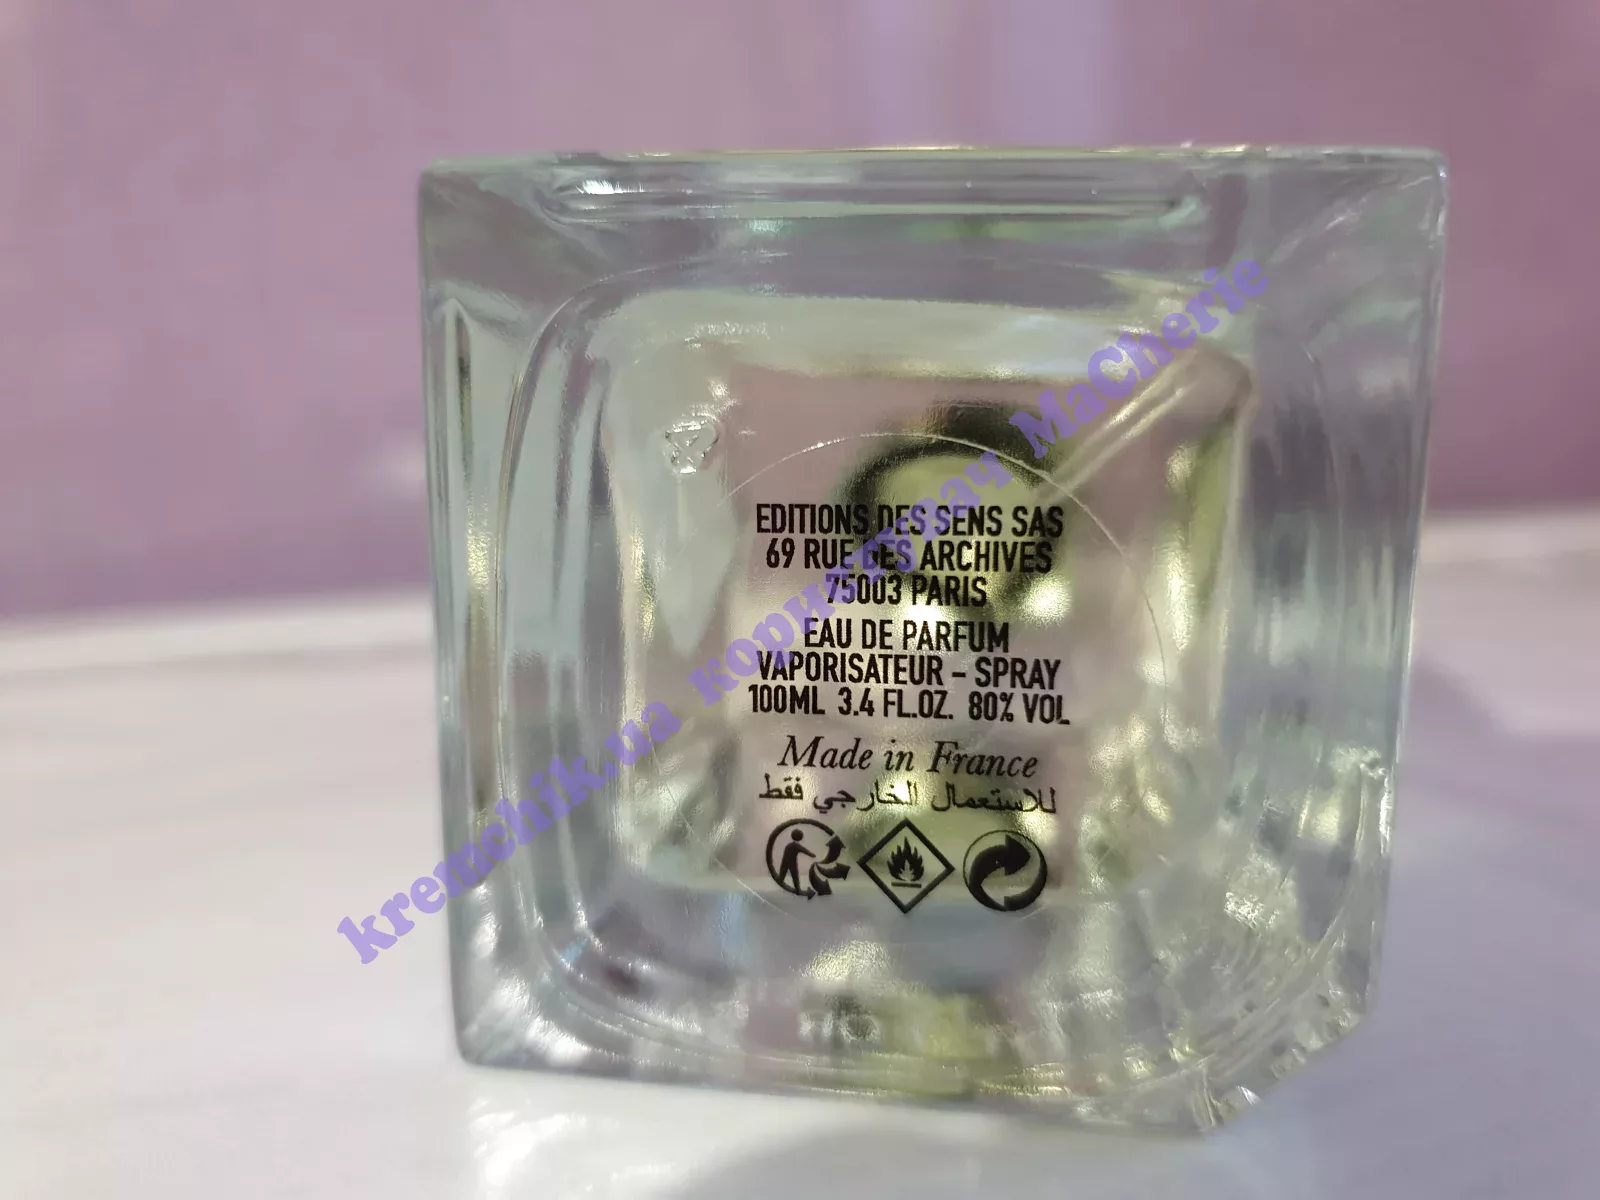 EDITIONS DES SENS SAS
69 RUE DES ARCHIVES
75003 PARIS
EAU DE PARFUM
VAPORISATEUR – SPRAY
100ML 3.4 FL.OZ. 80% VOL
Made in France
للاستعمال الخارجي فقط
kremchik.ua користувач MaCherie